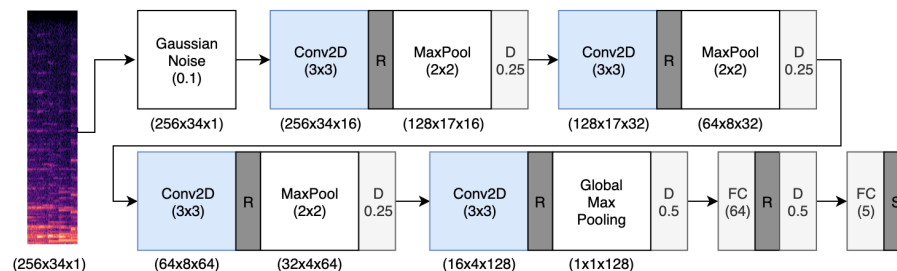 Gaussian
Noise
(0.1)
Conv2D
(3x3)
R
MaxPool
(2x2)
D
0.25
Conv2D
(3x3)
R
MaxPool
(2x2)
D
0.25
(256x34x1)
(256x34x16)
(128x17x16)
(128x17x32)
(64x8x32)
Conv2D
(3x3)
R
MaxPool
(2x2)
D
0.25
Conv2D
(3x3)
R
Global
Max
Pooling
D
0.5
FC
(64)
R
D
0.5
FC
(5)
S
(256x34x1)
(64x8x64)
(32x4x64)
(16x4x128)
(1x1x128)